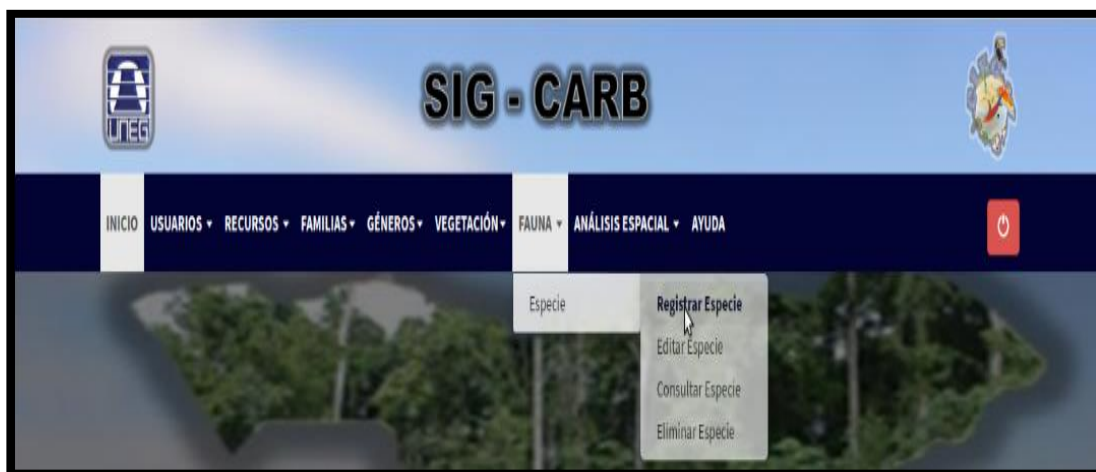 SIG - CARB
UNEG
INICIO USUARIOS RECURSOS FAMILIAS GÉNEROS VEGETACIÓN FAUNA ANÁLISIS ESPACIAL AYUDA
Especie Registrar Especie
Editar Especie
Consultar Especie
Eliminar Especie